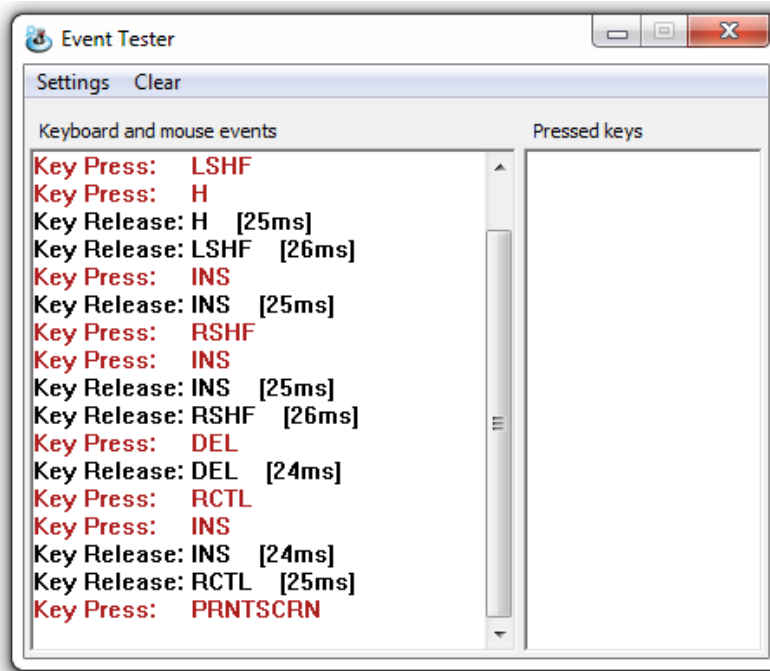 Event Tester
Settings Clear
Keyboard and mouse events
Pressed keys
Key Press: LSHF
Key Press: H
Key Release: H [25ms]
Key Release: LSHF [26ms]
Key Press: INS
Key Release: INS [25ms]
Key Press: RSHF
Key Press: INS
Key Release: INS [25ms]
Key Release: RSHF [26ms]
Key Press: DEL
Key Release: DEL [24ms]
Key Press: RCTL
Key Press: INS
Key Release: INS [24ms]
Key Release: RCTL [25ms]
Key Press: PRNTSCRN